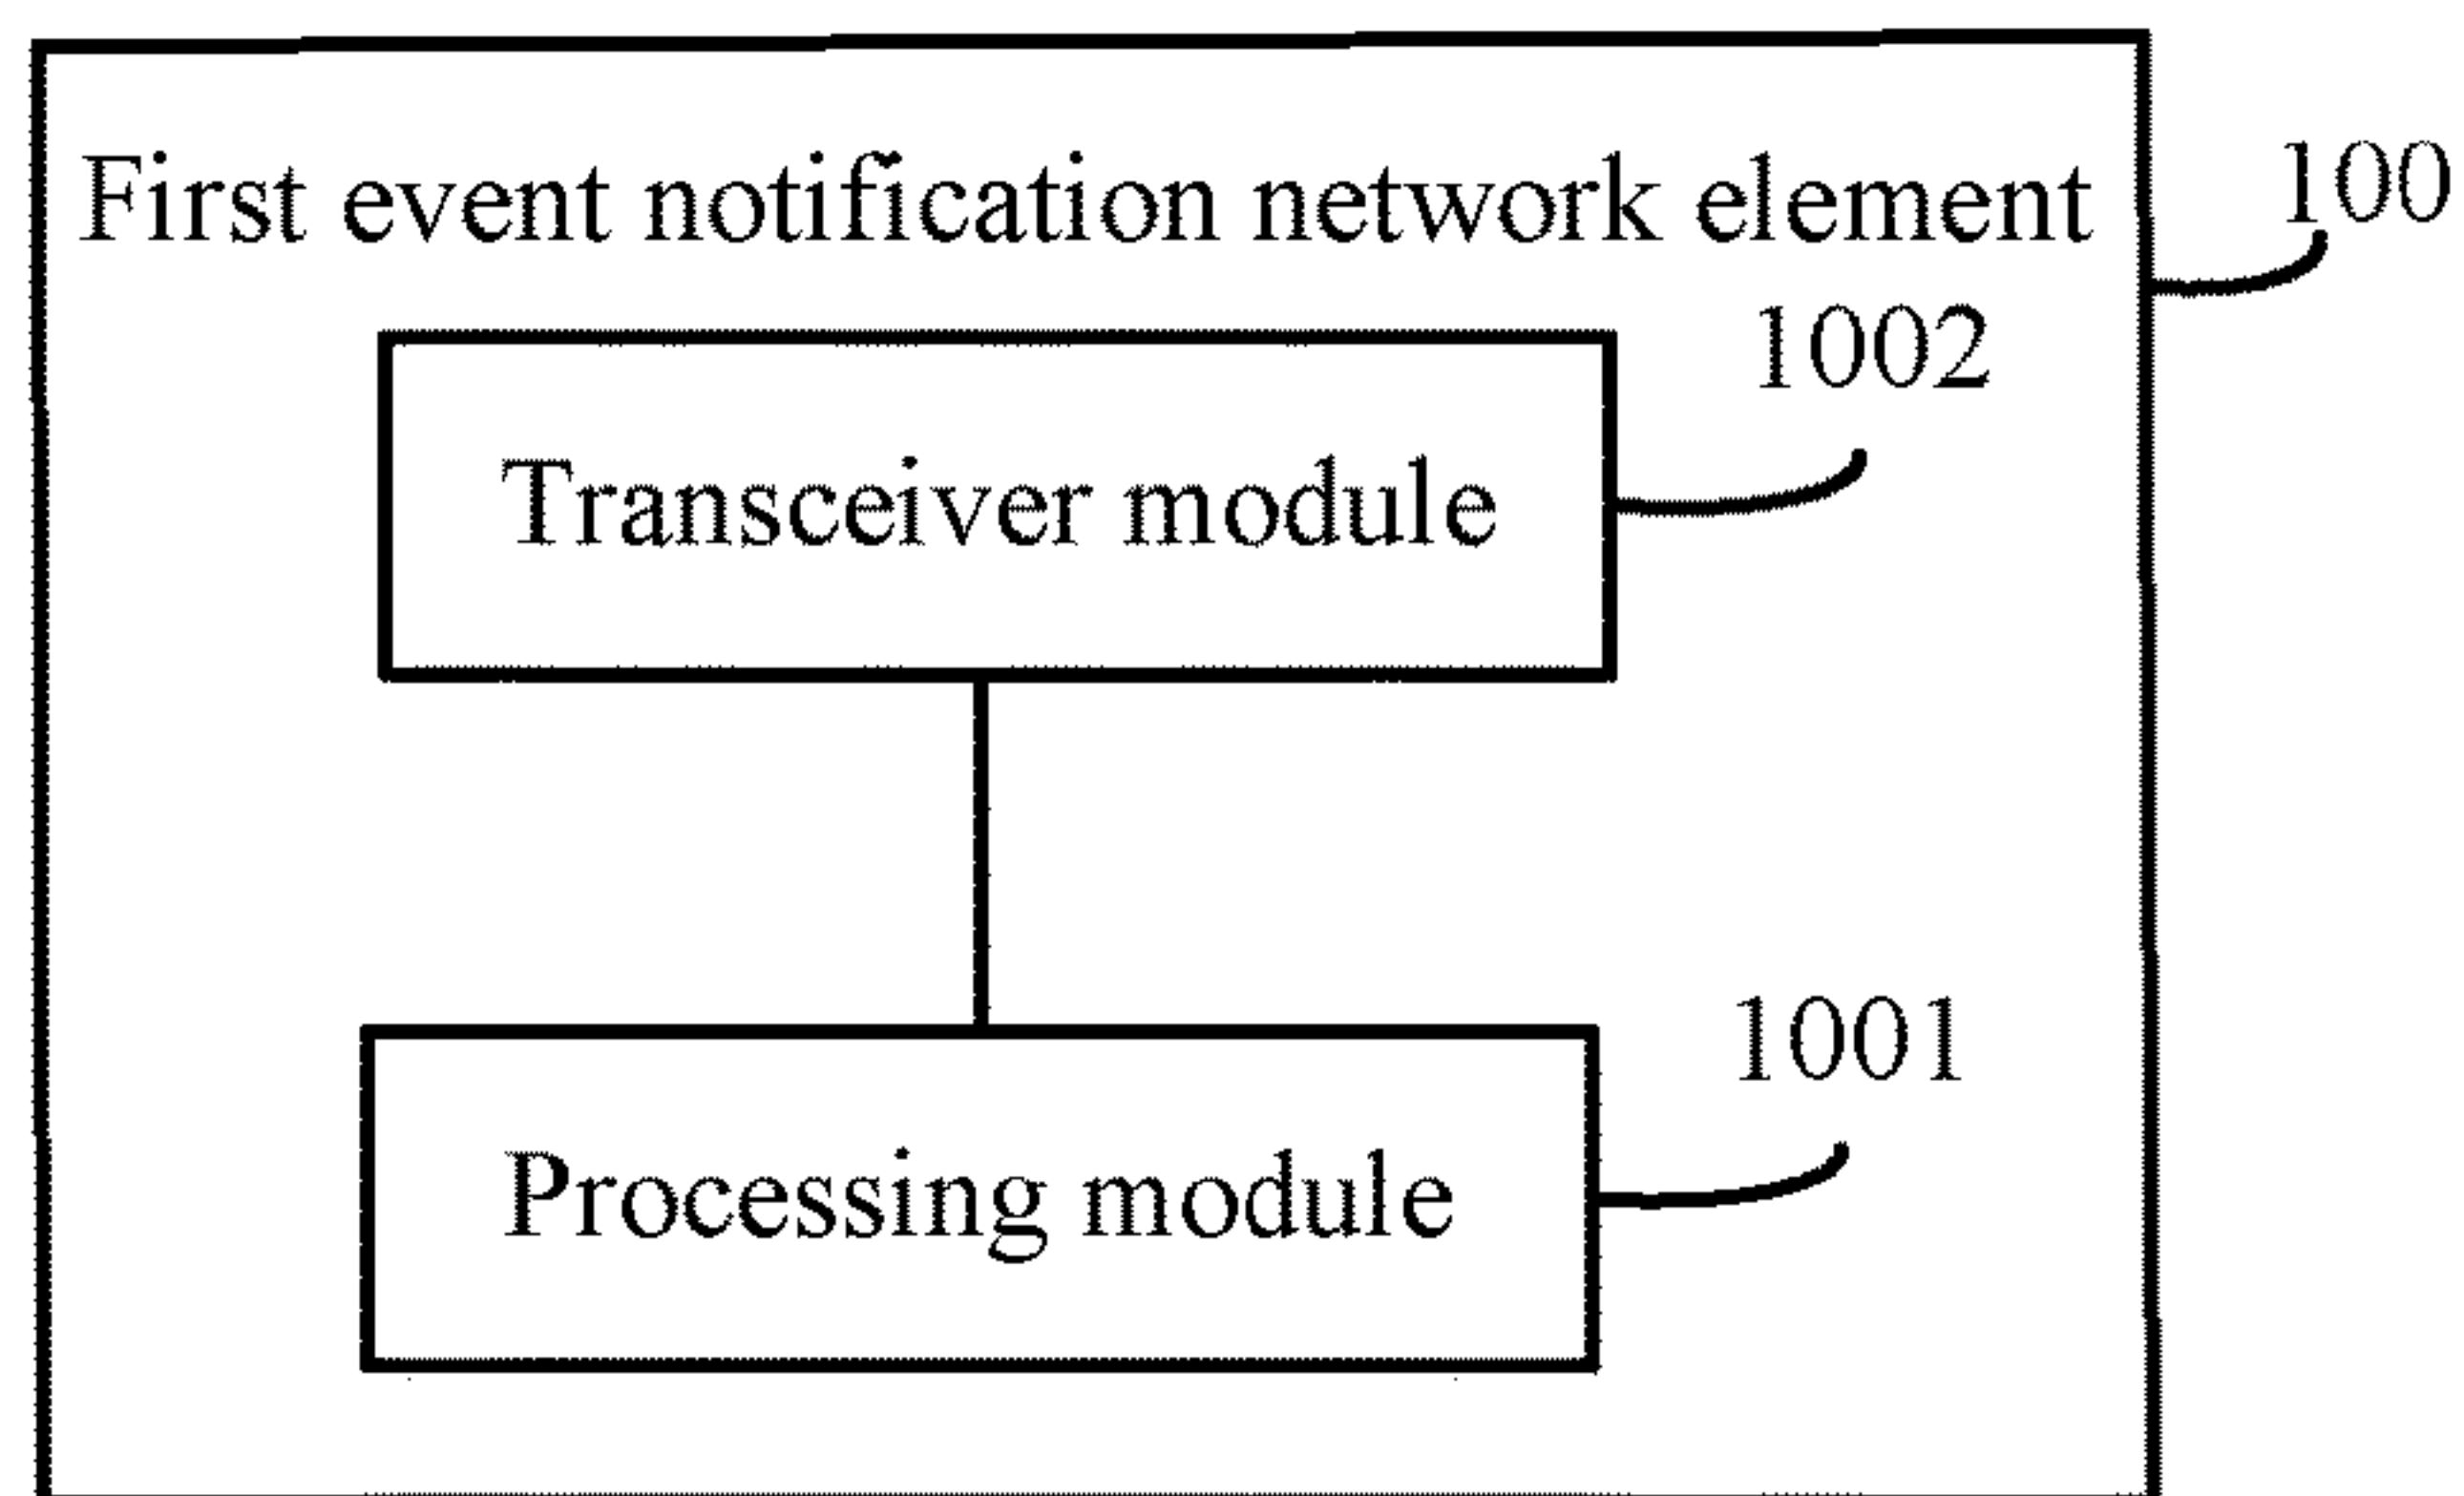 First event notification network element
100
1002
Transceiver module
1001
Processing module